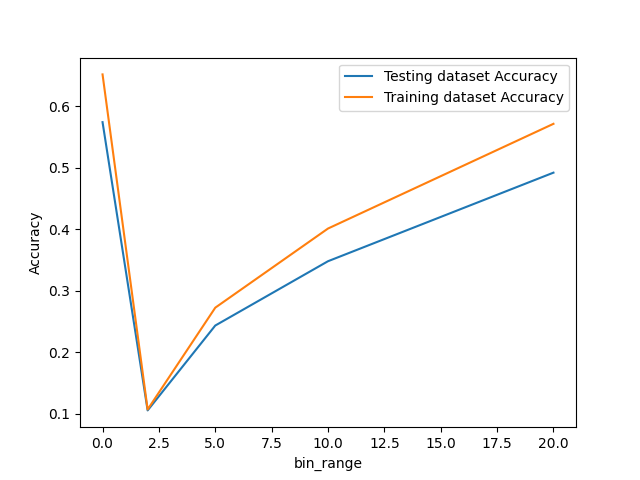 Testing dataset Accuracy
Training dataset Accuracy
0.6
0.5
0.4
0.3
0.2
0.1
Accuracy
0.0 2.5 5.0 7.5 10.0 12.5 15.0 17.5 20.0
bin_range